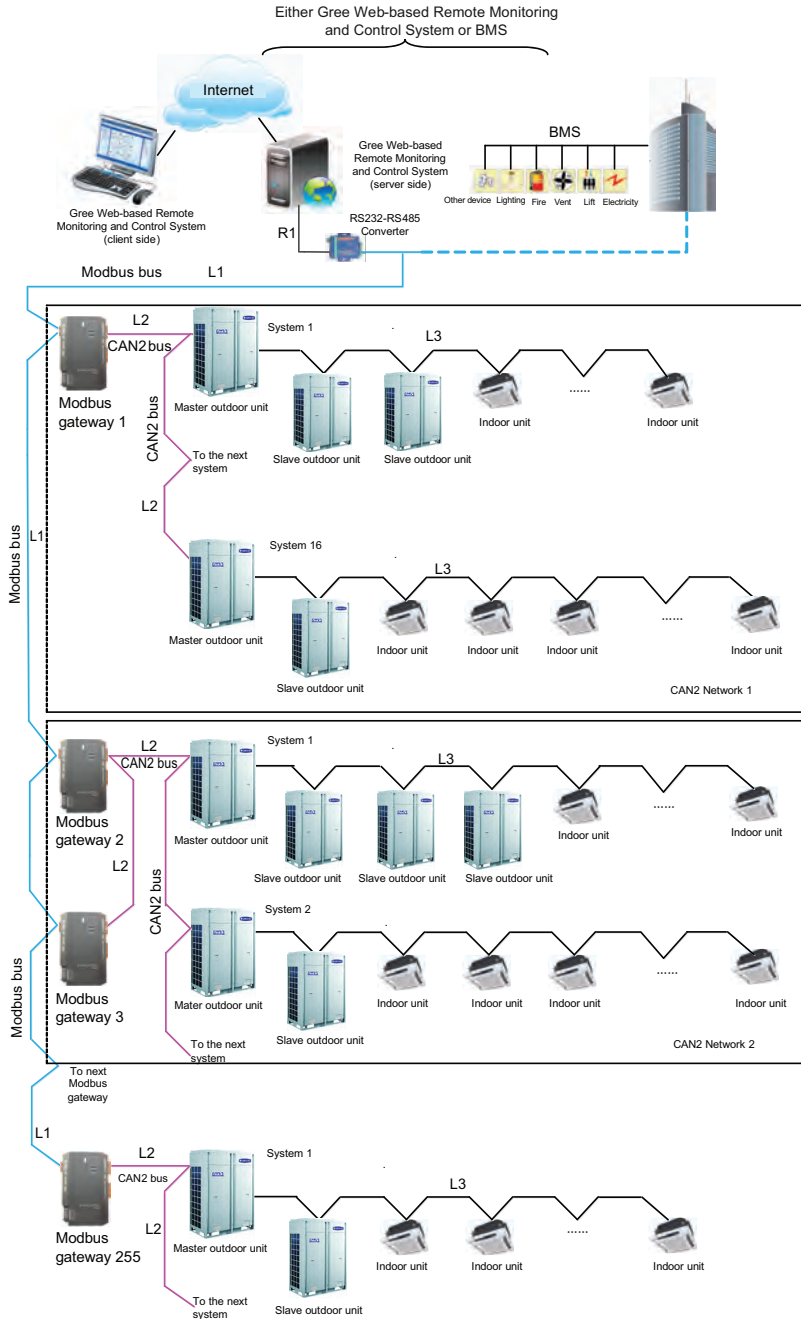 Either Gree Web-based Remote Monitoring
and Control System or BMS
Internet
Gree Web-based Remote
Monitoring and Control System
(client side)
Gree Web-based
Remote Monitoring
and Control System
(server side)
BMS
Other device
Lighting
Fire
Vent
Lift
Electricity
R1
RS232-RS485
Converter
Modbus bus
L1
L2
CAN2 bus
Modbus
gateway 1
System 1
L3
Master outdoor unit
Slave outdoor unit
Slave outdoor unit
Indoor unit
......
Indoor unit
CAN2 bus
To the next
system
L2
Modbus bus
L1
System 16
L3
Master outdoor unit
Slave outdoor unit
Indoor unit
Indoor unit
Indoor unit
......
Indoor unit
CAN2 Network 1
L2
CAN2 bus
Modbus
gateway 2
System 1
L3
Master outdoor unit
Slave outdoor unit
Slave outdoor unit
Slave outdoor unit
Indoor unit
......
Indoor unit
L2
CAN2 bus
Modbus bus
Modbus
gateway 3
System 2
Mater outdoor unit
Slave outdoor unit
Indoor unit
Indoor unit
Indoor unit
......
Indoor unit
To the next
system
CAN2 Network 2
To next
Modbus
gateway
L1
L2
CAN2 bus
L2
Modbus
gateway 255
System 1
L3
Master outdoor unit
Slave outdoor unit
Indoor unit
Indoor unit
......
Indoor unit
To the next
system